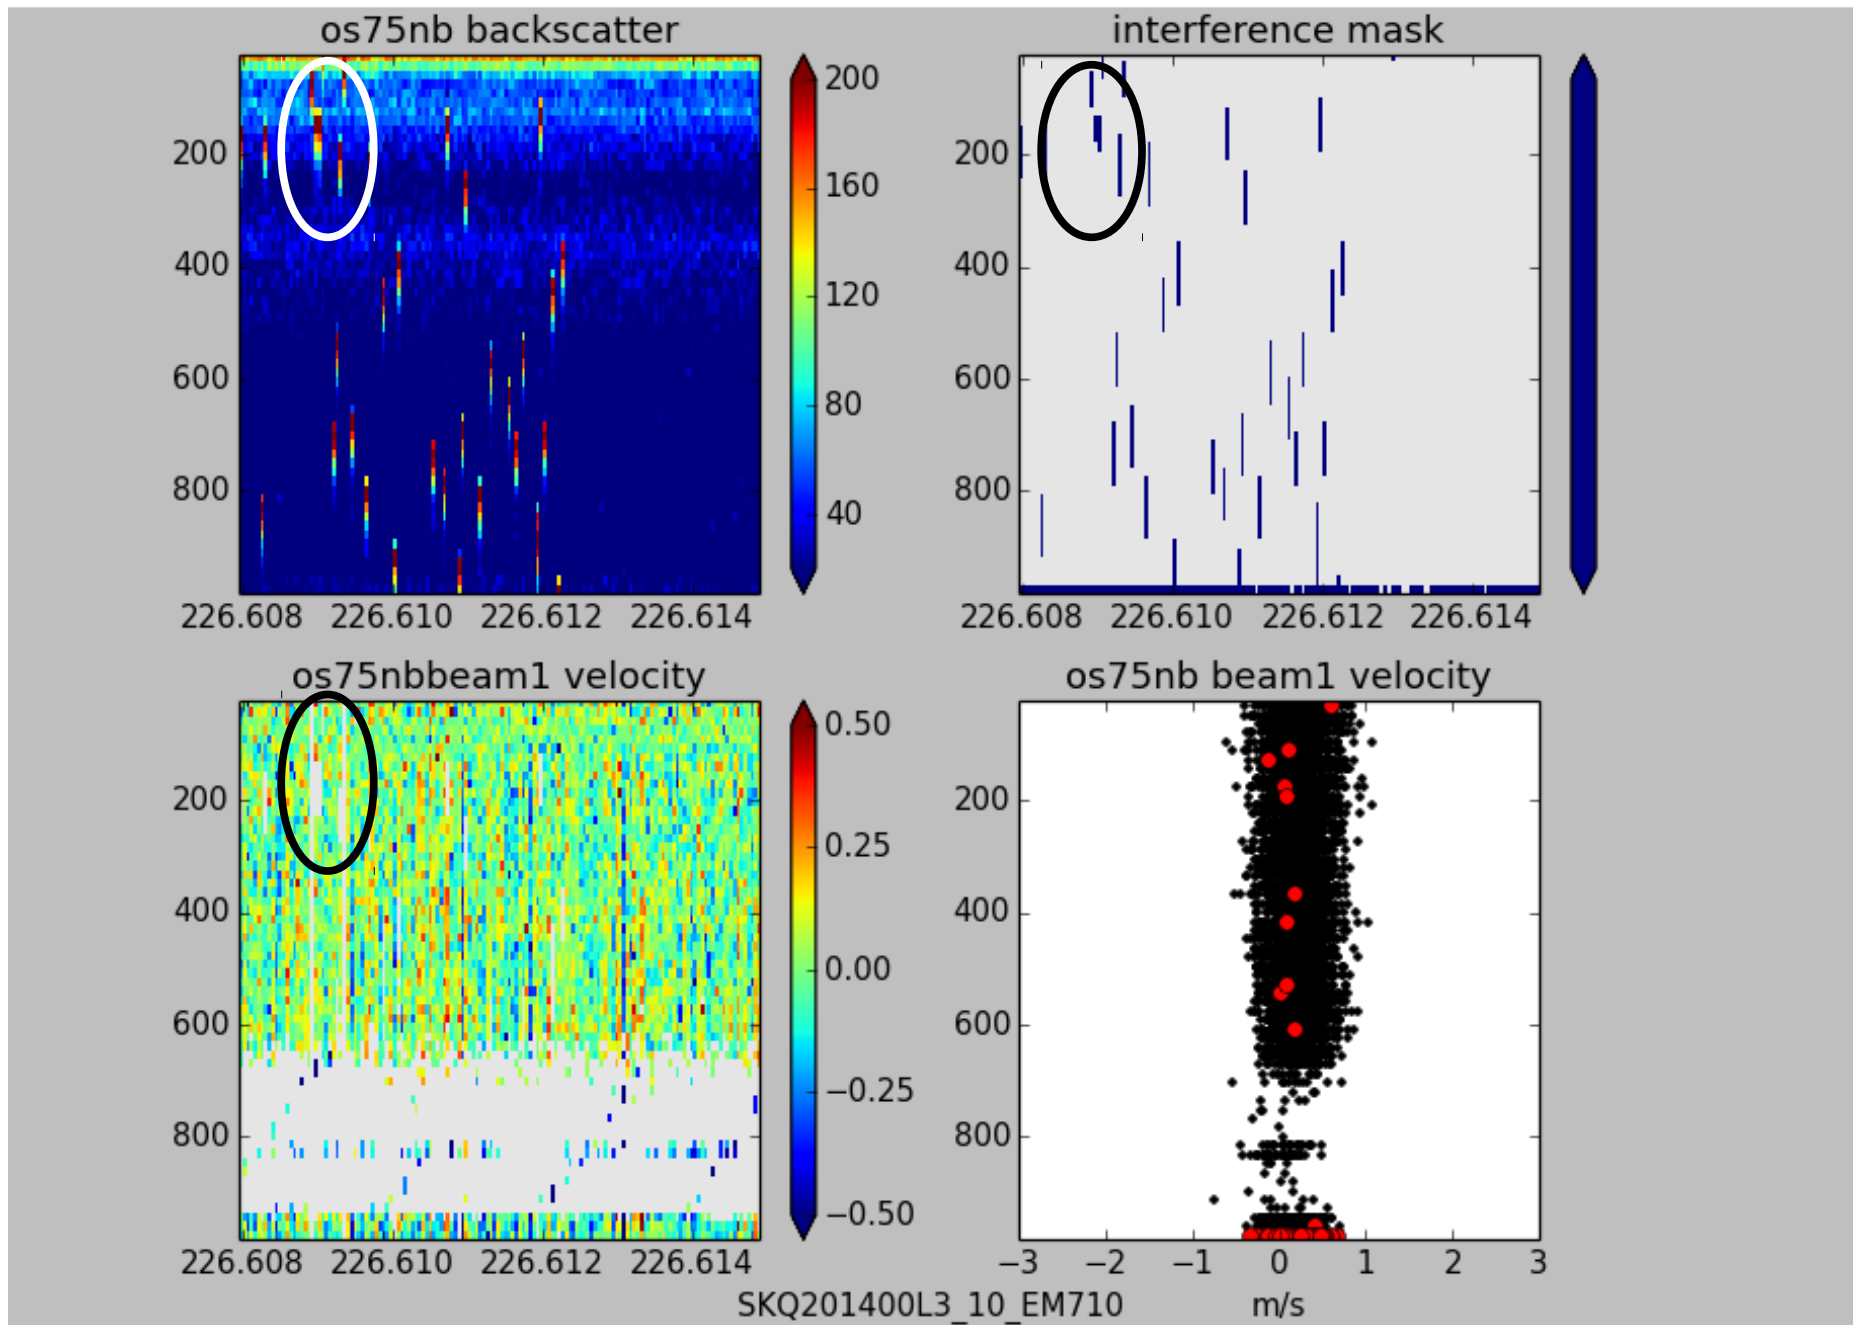 os75nb backscatter
200
400
600
800
226.608 226.610 226.612 226.614
200
160
120
80
40
interference mask
200
400
600
800
226.608 226.610 226.612 226.614
os75nbbeam1 velocity
200
400
600
800
226.608 226.610 226.612 226.614
0.50
0.25
0.00
−0.25
−0.50
os75nb beam1 velocity
200
400
600
800
−3 −2 −1 0 1 2 3
SKQ201400L3_10_EM710 m/s